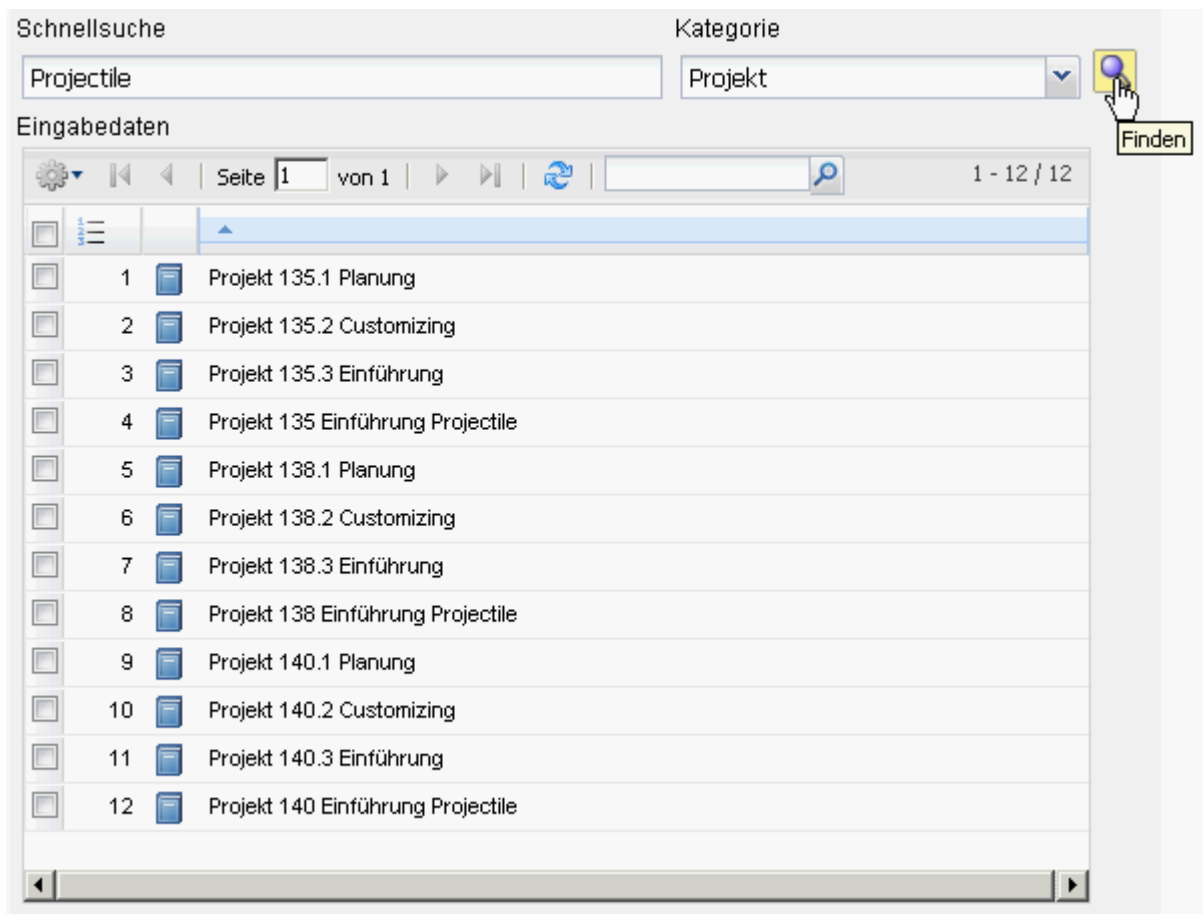 Schnellsuche Kategorie
Projectile Projekt
Finden
Eingabedaten
Seite 1 von 1 1 - 12 / 12
1 Projekt 135.1 Planung
2 Projekt 135.2 Customizing
3 Projekt 135.3 Einführung
4 Projekt 135 Einführung Projectile
5 Projekt 138.1 Planung
6 Projekt 138.2 Customizing
7 Projekt 138.3 Einführung
8 Projekt 138 Einführung Projectile
9 Projekt 140.1 Planung
10 Projekt 140.2 Customizing
11 Projekt 140.3 Einführung
12 Projekt 140 Einführung Projectile